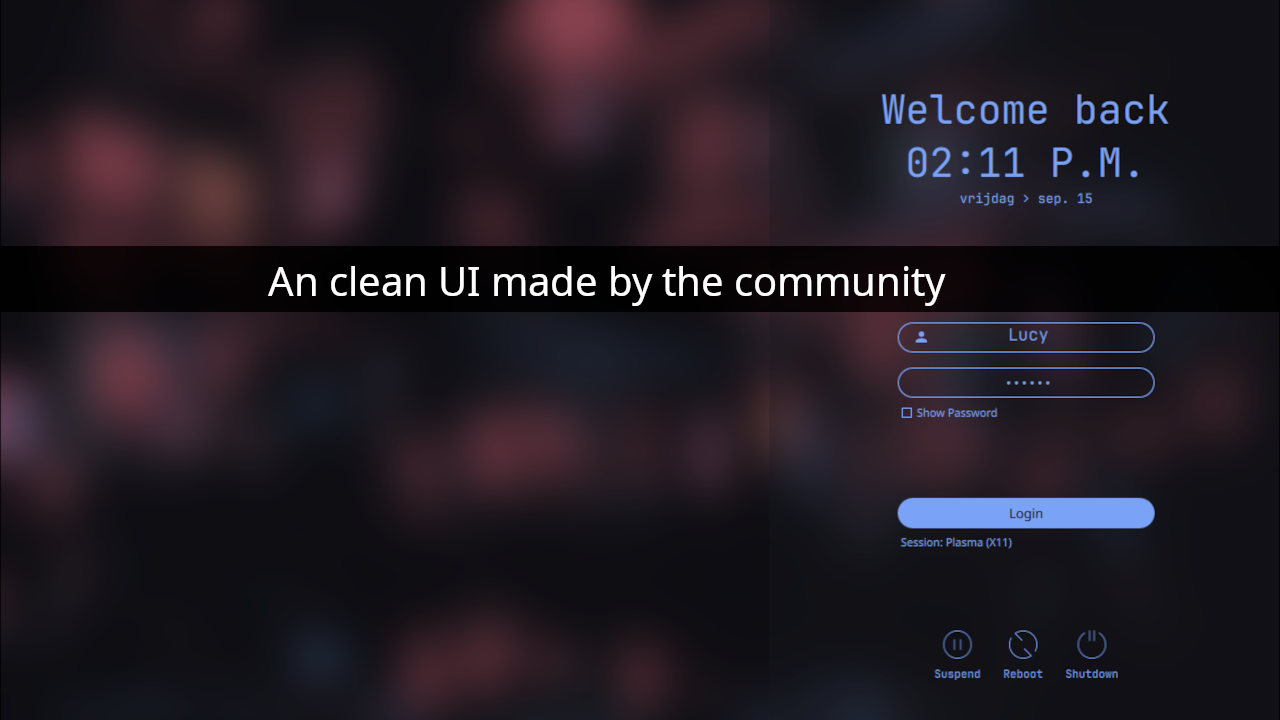 Welcome back
02:11 P.M.
vrijdag > sep. 15
An clean UI made by the community
Lucy
••••••
Show Password
Login
Session: Plasma (X11)
Suspend Reboot Shutdown